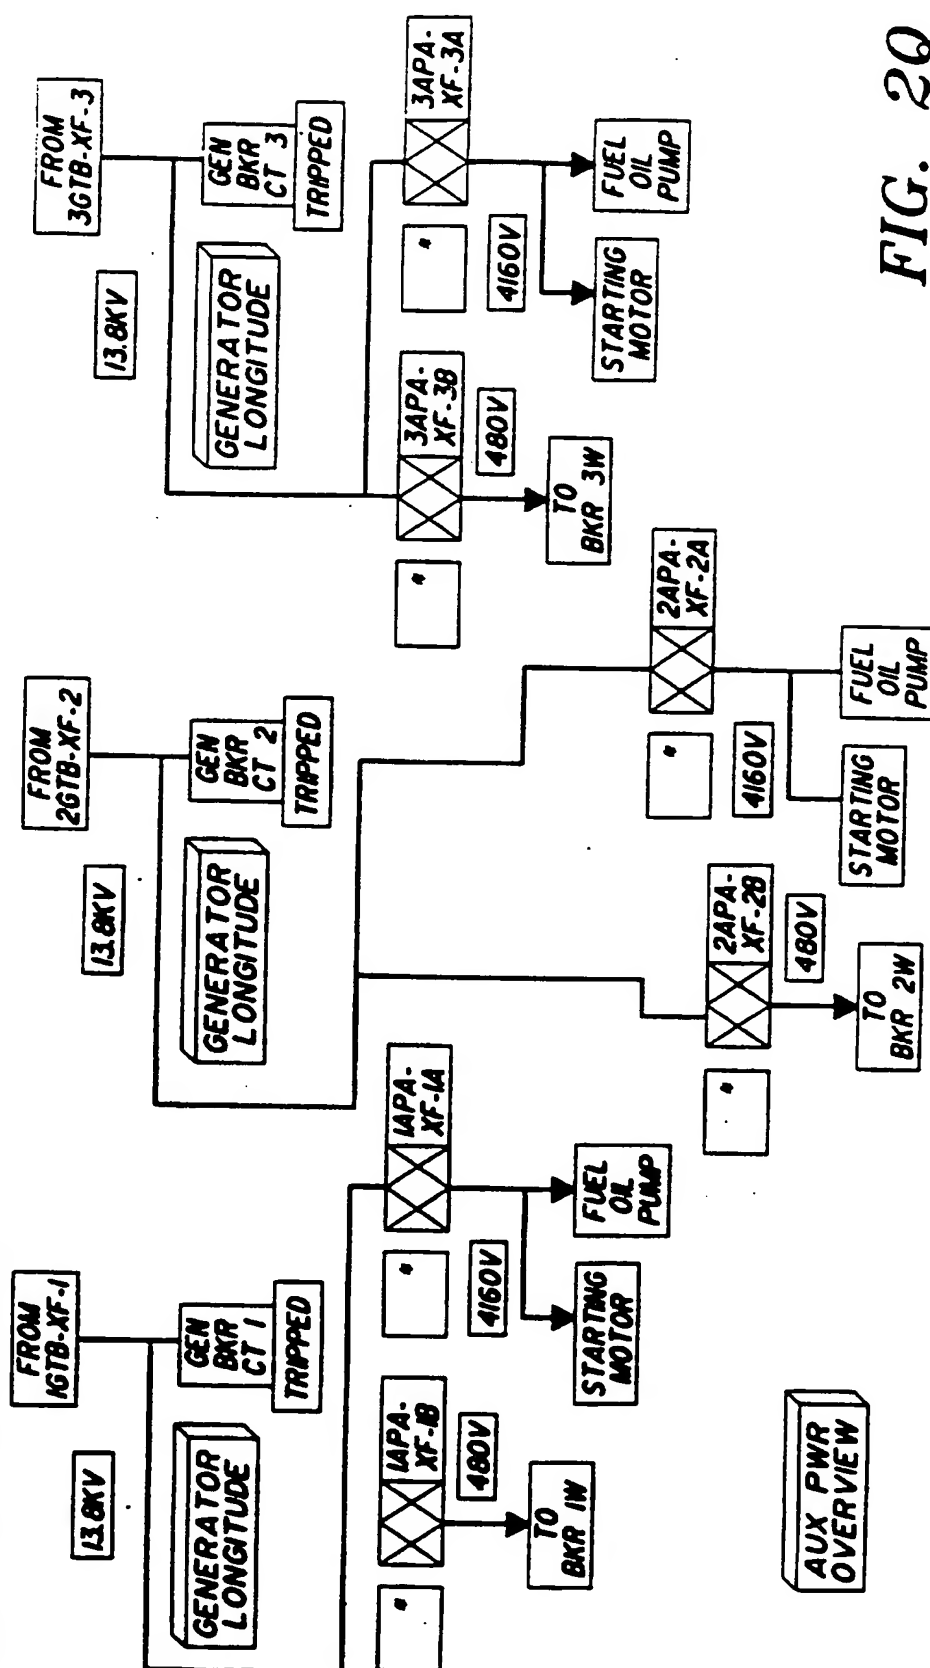 FROM
1GTB-XF-1
13.8KV
GEN
BKR
CT 1
TRIPPED
GENERATOR
LONGITUDE
1APA-
XF-1B
"
480V
TO
BKR 1W
1APA-
XF-1A
"
4160V
STARTING
MOTOR
FUEL
OIL
PUMP
FROM
2GTB-XF-2
13.8KV
GEN
BKR
CT 2
TRIPPED
GENERATOR
LONGITUDE
2APA-
XF-2B
"
480V
TO
BKR 2W
2APA-
XF-2A
"
4160V
STARTING
MOTOR
FUEL
OIL
PUMP
FROM
3GTB-XF-3
13.8KV
GEN
BKR
CT 3
TRIPPED
GENERATOR
LONGITUDE
3APA-
XF-3B
"
480V
TO
BKR 3W
3APA-
XF-3A
"
4160V
STARTING
MOTOR
FUEL
OIL
PUMP
AUX PWR
OVERVIEW
FIG. 2Q